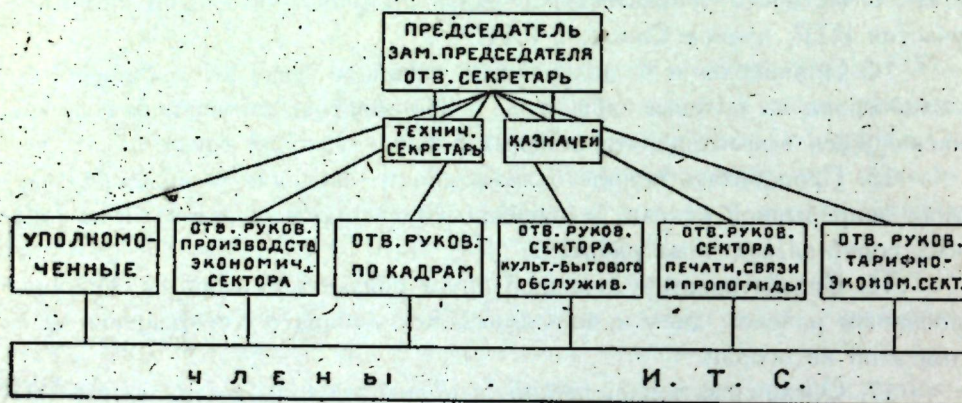 ПРЕДСЕДАТЕЛЬ
ЗАМ. ПРЕДСЕДАТЕЛЯ
ОТВ. СЕКРЕТАРЬ
ТЕХНИЧ.
СЕКРЕТАРЬ
КАЗНАЧЕЙ
УПОЛНОМО-
ЧЕННЫЕ
ОТВ. РУКОВ.
ПРОИЗВОДСТВ.
ЭКОНОМИЧ.
СЕКТОРА
ОТВ. РУКОВ.
ПО КАДРАМ
ОТВ. РУКОВ.
СЕКТОРА
КУЛЬТ.-БЫТОВОГО
ОБСЛУЖИВ.
ОТВ. РУКОВ.
СЕКТОРА
ПЕЧАТИ, СВЯЗИ
И ПРОПОГАНДЫ
ОТВ. РУКОВ.
ТАРИФНО-
ЭКОНОМ. СЕКТ.
ЧЛЕНЫ И.Т.С.